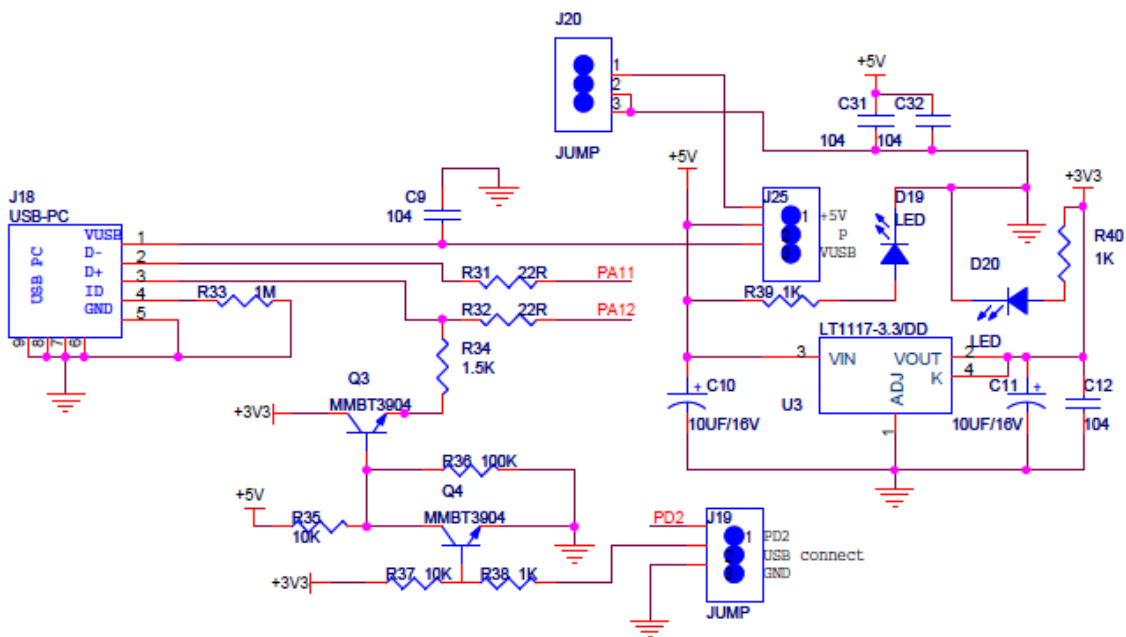 J20
1
2
3
JUMP
+5V
C31 C32
104 104
+5V
+3V3
J18
USB-PC
USB PC
VUSB 1
D- 2
D+ 3
ID 4
GND 5
9 8 7 6
C9
104
J25
1 +5V
P
3 VUSB
D19
LED
R40
1K
D20
LED
R31 22R PA11
R33 1M
R32 22R PA12
R39 1K
LT1117-3.3/DD
3 VIN VOUT 2
K 4
ADJ
1
U3
C10
10UF/16V
C11
10UF/16V
C12
104
R34
1.5K
Q3
MMBT3904
+3V3
R36 100K
Q4
MMBT3904
+5V
R35
10K
PD2
J19
1 PD2
2 USB connect
3 GND
JUMP
+3V3
R37 10K R38 1K